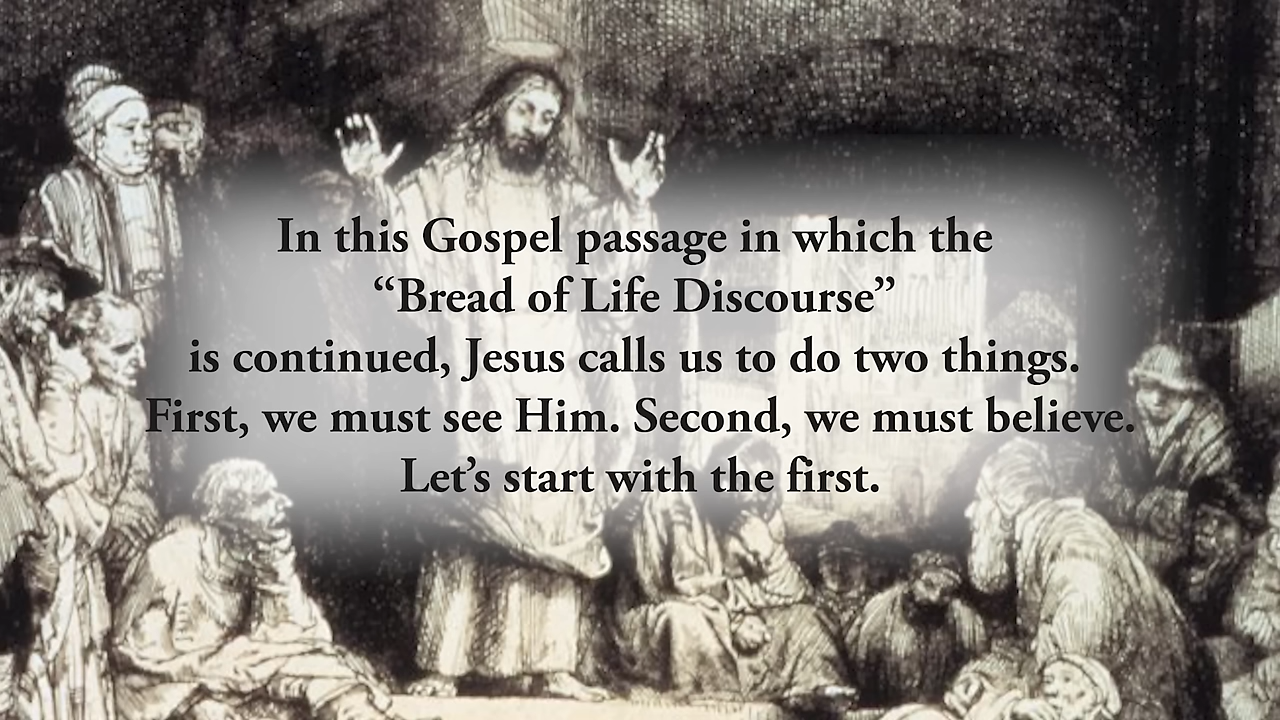 In this Gospel passage in which the
“Bread of Life Discourse”
is continued, Jesus calls us to do two things.
First, we must see Him. Second, we must believe.
Let’s start with the first.